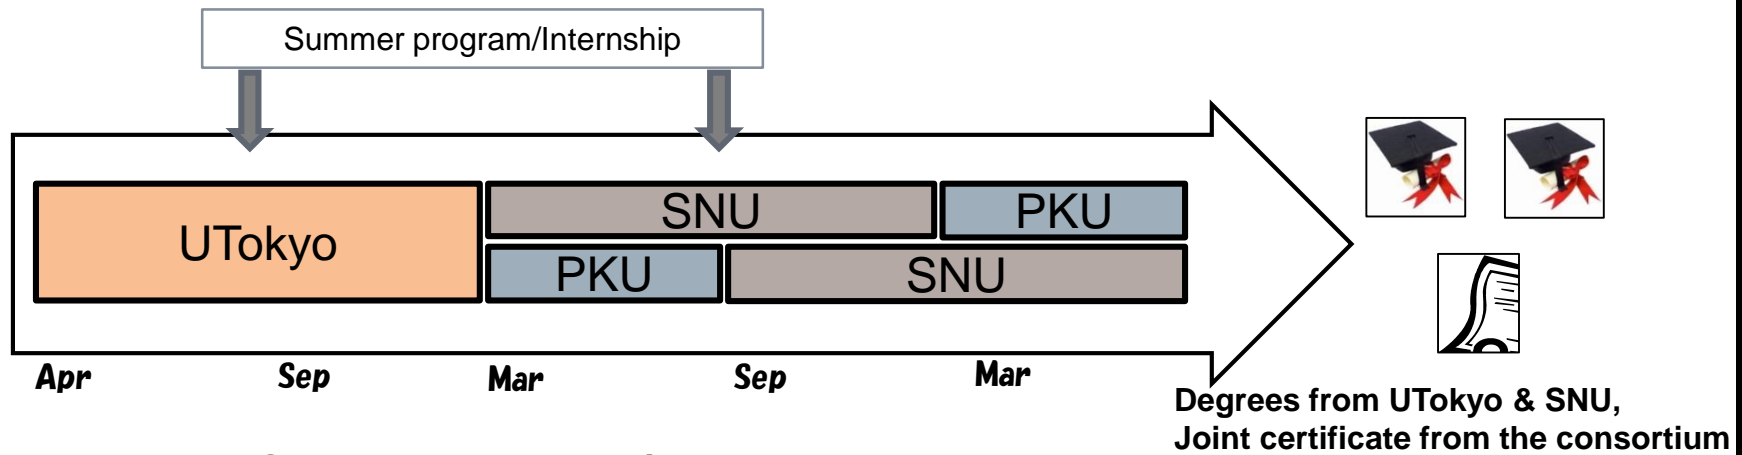 Summer program/Internship
SNU
PKU
UTokyo
PKU
SNU
Apr
Sep
Mar
Sep
Mar
Degrees from UTokyo & SNU,
Joint certificate from the consortium